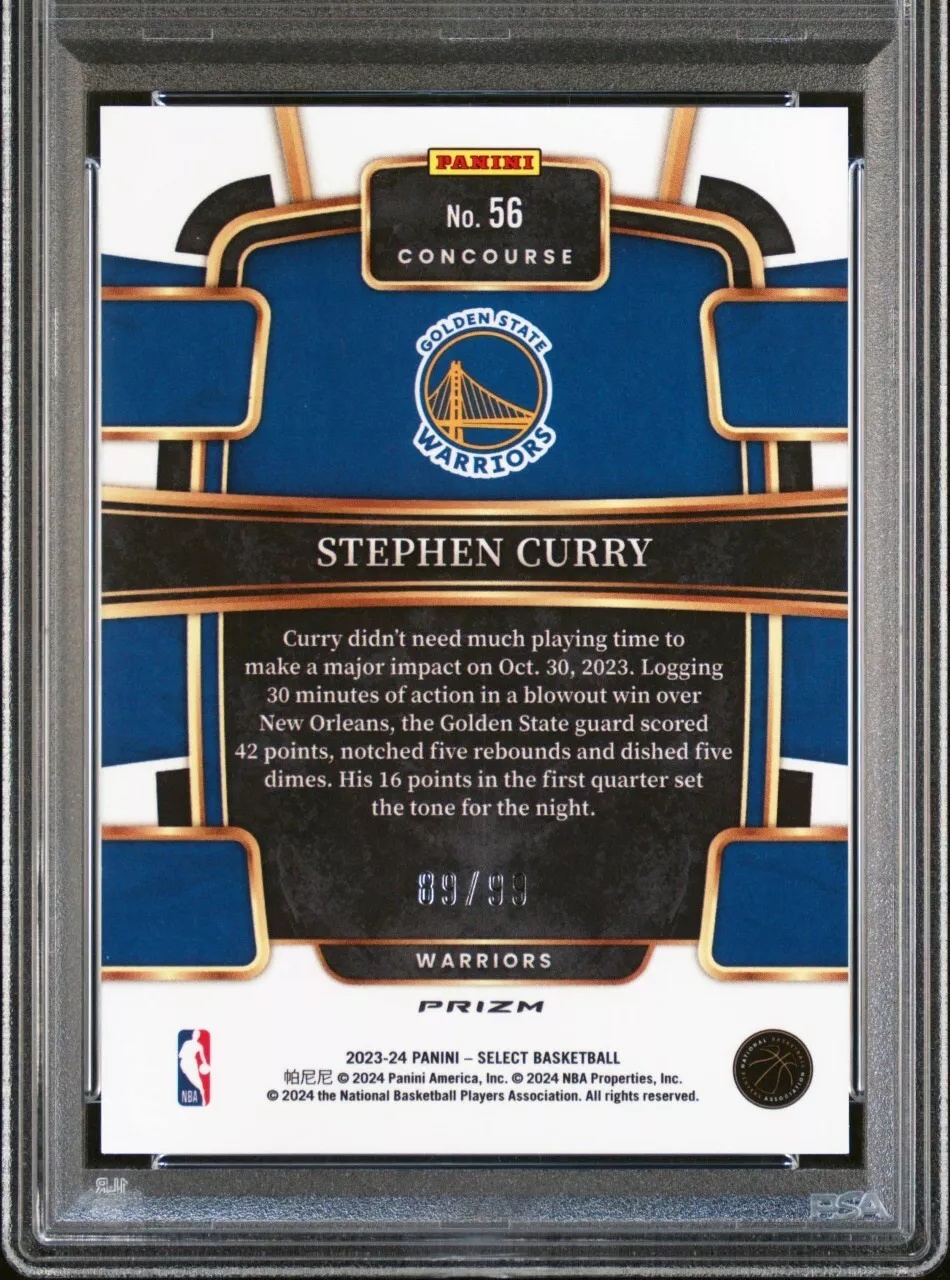 PANINI
No. 56
CONCOURSE
GOLDEN STATE
WARRIORS
STEPHEN CURRY
Curry didn't need much playing time to
make a major impact on Oct. 30, 2023. Logging
30 minutes of action in a blowout win over
New Orleans, the Golden State guard scored
42 points, notched five rebounds and dished five
dimes. His 16 points in the first quarter set
the tone for the night.
89/99
WARRIORS
PRIZM
2023-24 PANINI – SELECT BASKETBALL
帕尼尼 © 2024 Panini America, Inc. © 2024 NBA Properties, Inc.
© 2024 the National Basketball Players Association. All rights reserved.
NBA
NATIONAL BASKETBALL
PLAYERS ASSOCIATION
PSA